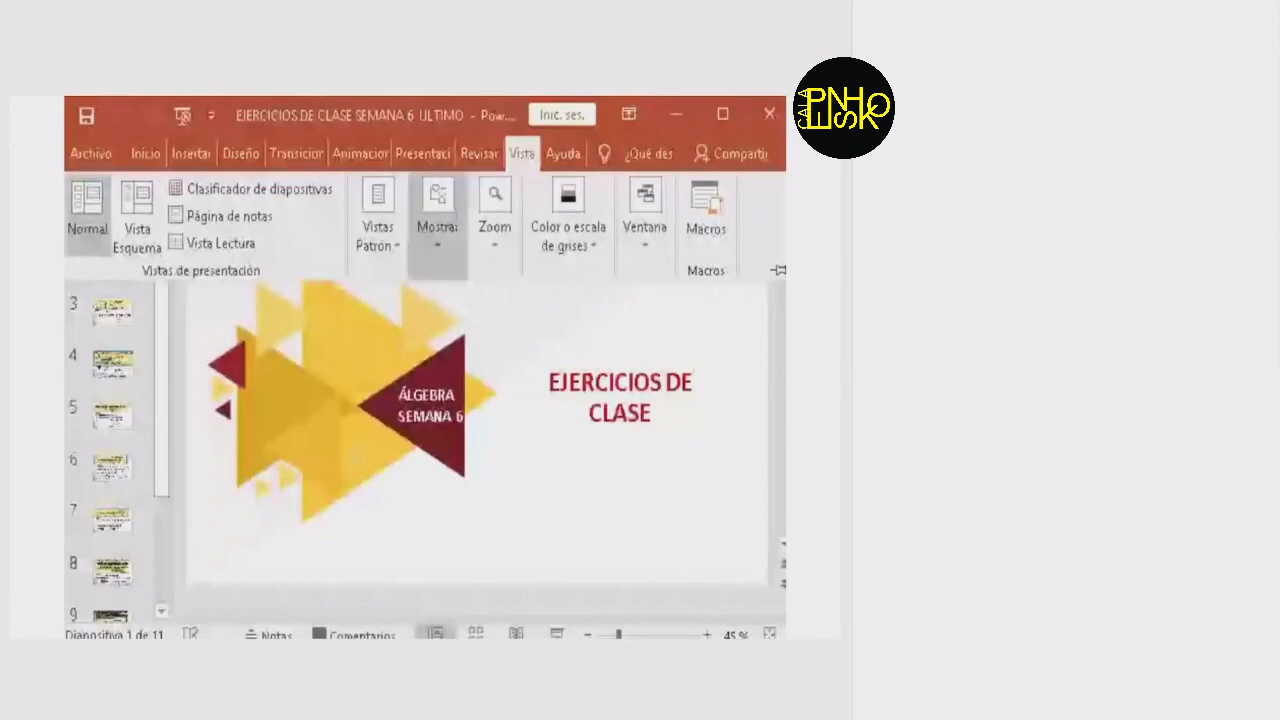 EJERCICIOS DE CLASE SEMANA 6 ULTIMO - Pow...
Inic. ses.
Archivo Inicio Insertar Diseño Transicior Animacior Presentaci Revisar Vista Ayuda ¿Qué des Compartir
Normal
Vista
Esquema
Clasificador de diapositivas
Página de notas
Vista Lectura
Vistas de presentación
Vistas
Patrón
Mostrar
Zoom
Color o escala
de grises
Ventana
Macros
Macros
3
4
5
6
7
8
9
ÁLGEBRA
SEMANA 6
EJERCICIOS DE
CLASE
Diapositiva 1 de 11
Notas
Comentarios
45 %